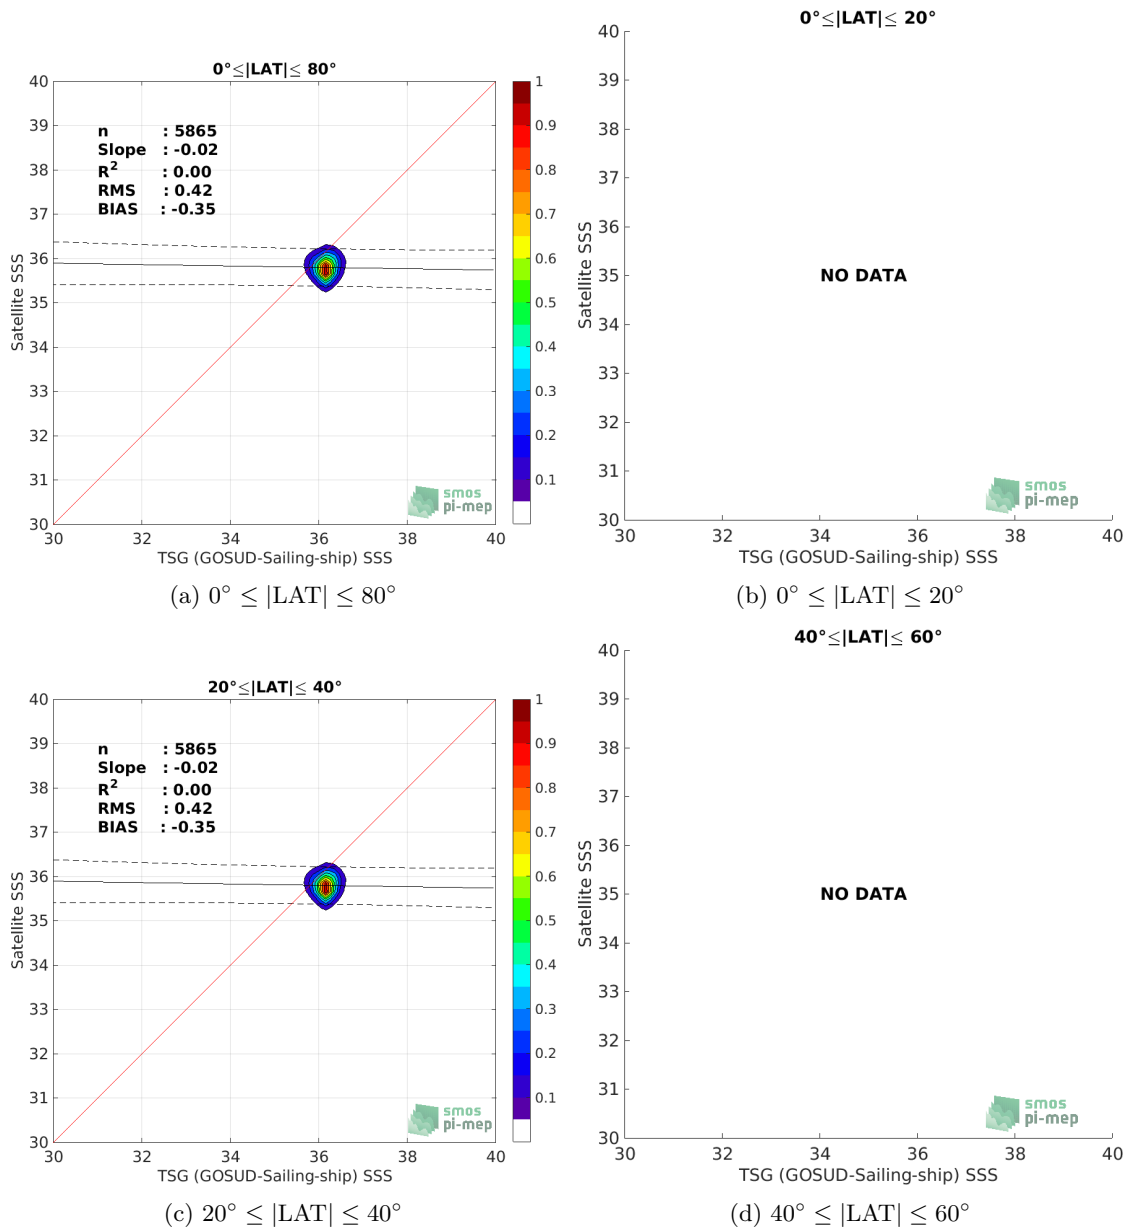 0°≤|LAT|≤ 80°
40
39
38
37
36
35
34
33
32
31
30
Satellite SSS
n : 5865
Slope : -0.02
R² : 0.00
RMS : 0.42
BIAS : -0.35
smos
pi-mep
30 32 34 36 38 40
TSG (GOSUD-Sailing-ship) SSS
1
0.9
0.8
0.7
0.6
0.5
0.4
0.3
0.2
0.1
(a) 0° ≤ |LAT| ≤ 80°
0°≤|LAT|≤ 20°
40
39
38
37
36
35
34
33
32
31
30
Satellite SSS
NO DATA
smos
pi-mep
30 32 34 36 38 40
TSG (GOSUD-Sailing-ship) SSS
(b) 0° ≤ |LAT| ≤ 20°
20°≤|LAT|≤ 40°
40
39
38
37
36
35
34
33
32
31
30
Satellite SSS
n : 5865
Slope : -0.02
R² : 0.00
RMS : 0.42
BIAS : -0.35
smos
pi-mep
30 32 34 36 38 40
TSG (GOSUD-Sailing-ship) SSS
1
0.9
0.8
0.7
0.6
0.5
0.4
0.3
0.2
0.1
(c) 20° ≤ |LAT| ≤ 40°
40°≤|LAT|≤ 60°
40
39
38
37
36
35
34
33
32
31
30
Satellite SSS
NO DATA
smos
pi-mep
30 32 34 36 38 40
TSG (GOSUD-Sailing-ship) SSS
(d) 40° ≤ |LAT| ≤ 60°